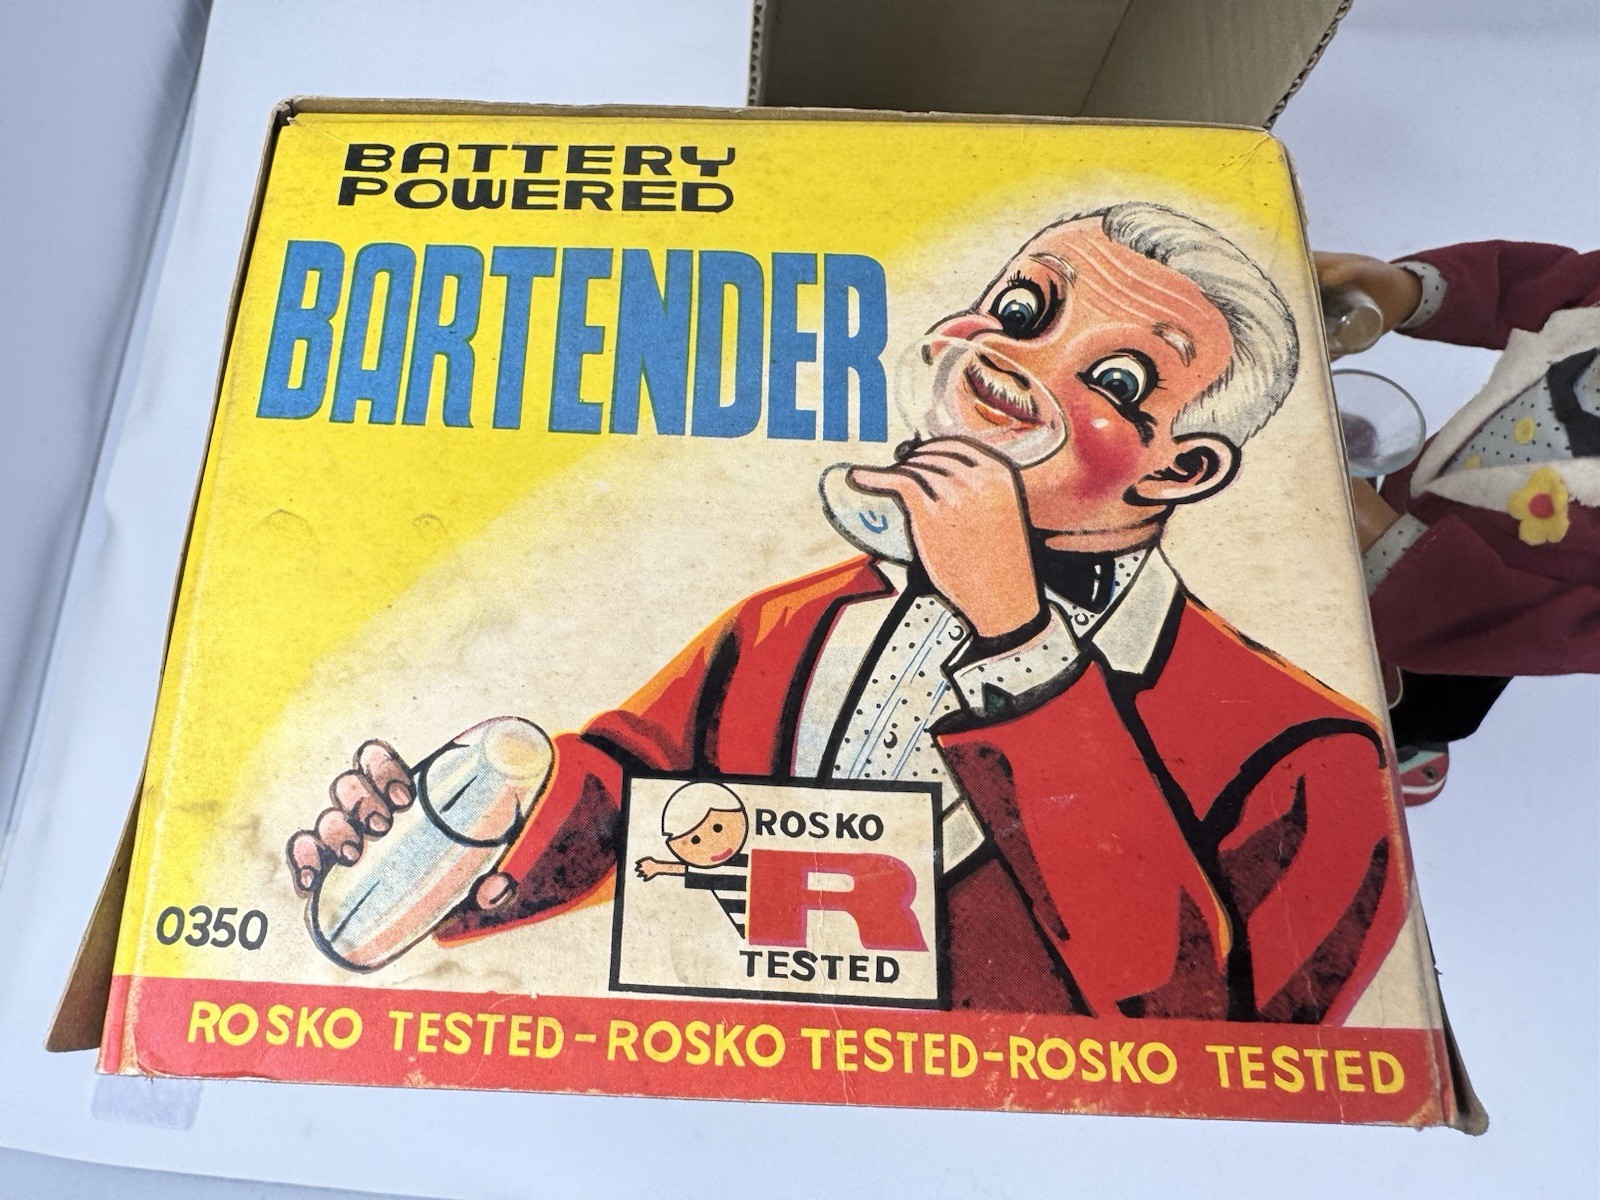 BATTERY
POWERED
BARTENDER
ROSKO
R
TESTED
0350
ROSKO TESTED-ROSKO TESTED-ROSKO TESTED